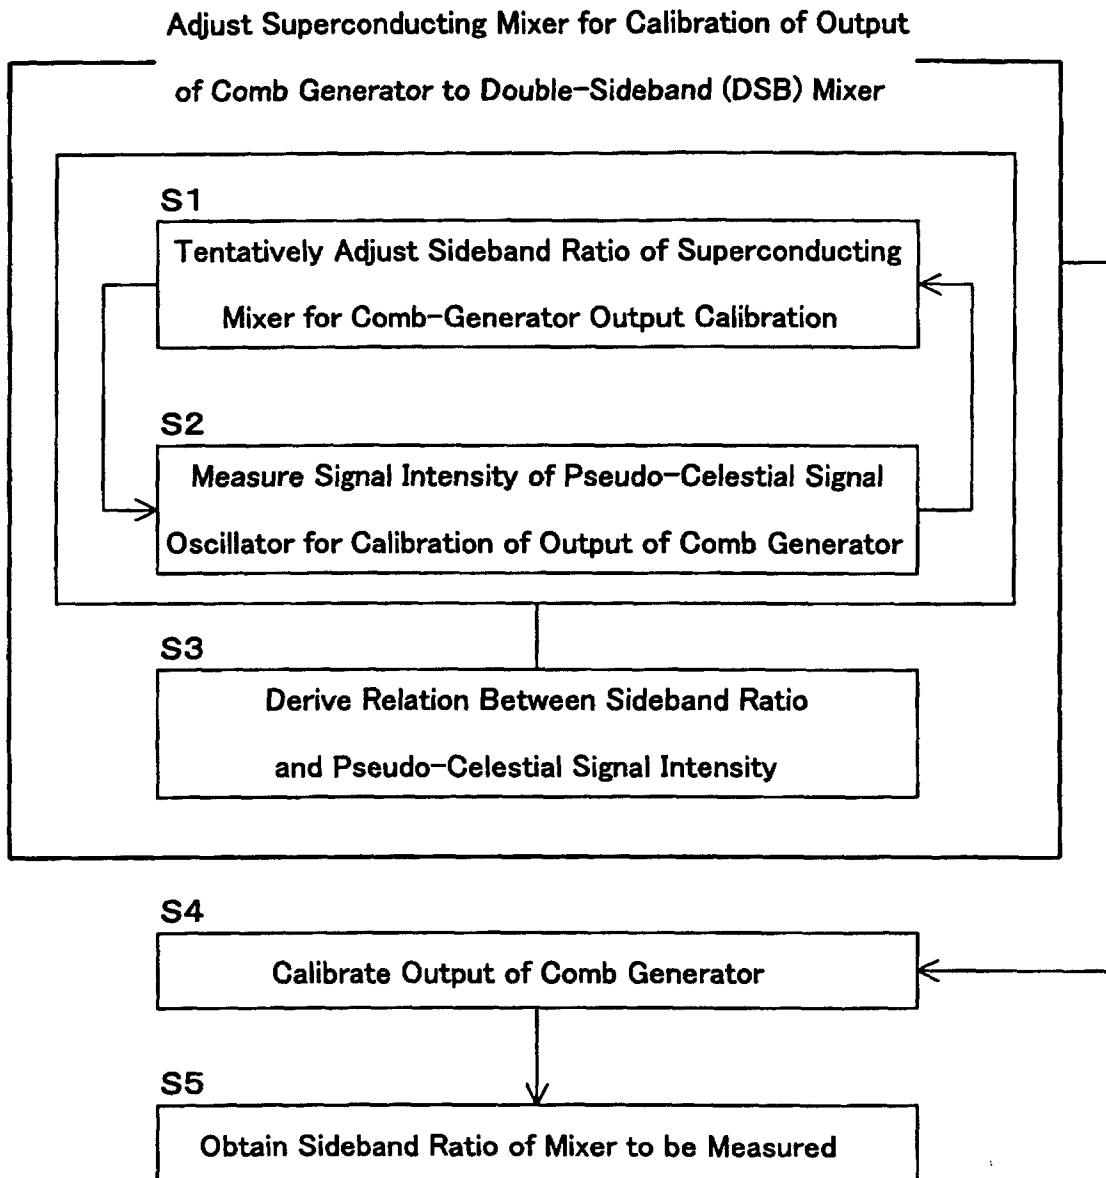 Adjust Superconducting Mixer for Calibration of Output
of Comb Generator to Double-Sideband (DSB) Mixer
S1
Tentatively Adjust Sideband Ratio of Superconducting
Mixer for Comb-Generator Output Calibration
S2
Measure Signal Intensity of Pseudo-Celestial Signal
Oscillator for Calibration of Output of Comb Generator
S3
Derive Relation Between Sideband Ratio
and Pseudo-Celestial Signal Intensity
S4
Calibrate Output of Comb Generator
S5
Obtain Sideband Ratio of Mixer to be Measured